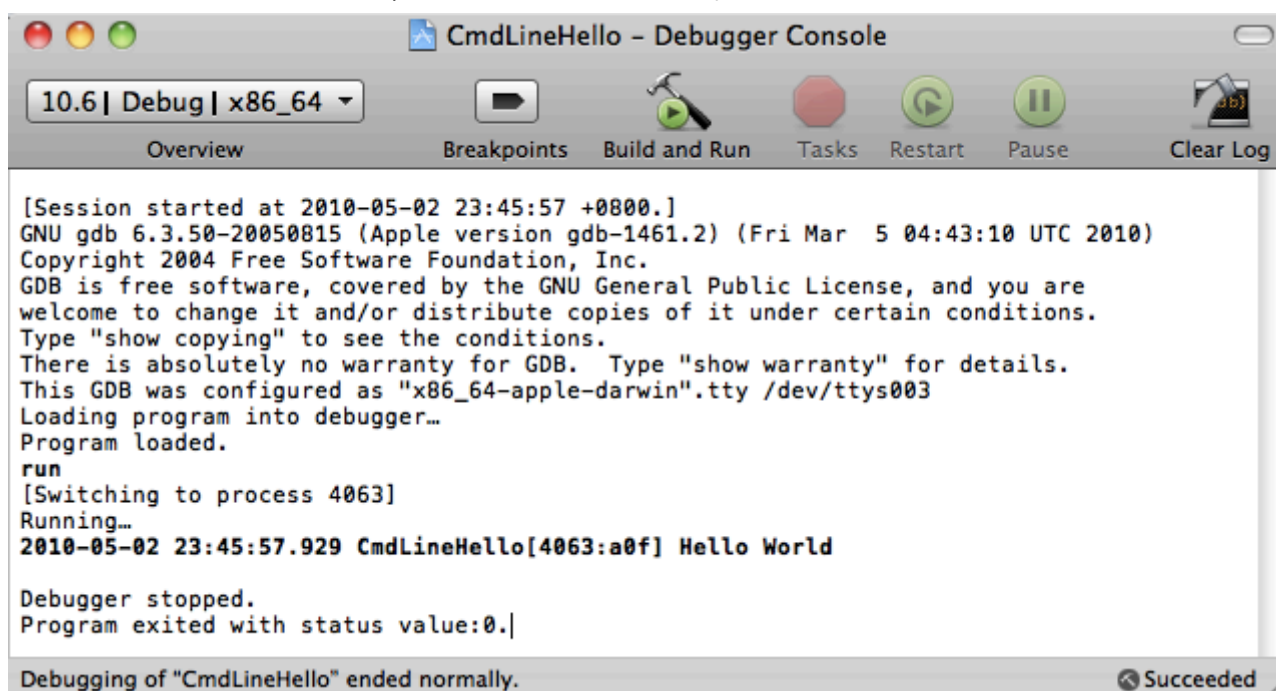 CmdLineHello – Debugger Console
10.6 | Debug | x86_64
Overview
Breakpoints
Build and Run
Tasks
Restart
Pause
Clear Log
[Session started at 2010-05-02 23:45:57 +0800.]
GNU gdb 6.3.50-20050815 (Apple version gdb-1461.2) (Fri Mar  5 04:43:10 UTC 2010)
Copyright 2004 Free Software Foundation, Inc.
GDB is free software, covered by the GNU General Public License, and you are
welcome to change it and/or distribute copies of it under certain conditions.
Type "show copying" to see the conditions.
There is absolutely no warranty for GDB.  Type "show warranty" for details.
This GDB was configured as "x86_64-apple-darwin".tty /dev/ttys003
Loading program into debugger…
Program loaded.
run
[Switching to process 4063]
Running…
2010-05-02 23:45:57.929 CmdLineHello[4063:a0f] Hello World
Debugger stopped.
Program exited with status value:0.
Debugging of "CmdLineHello" ended normally.
Succeeded